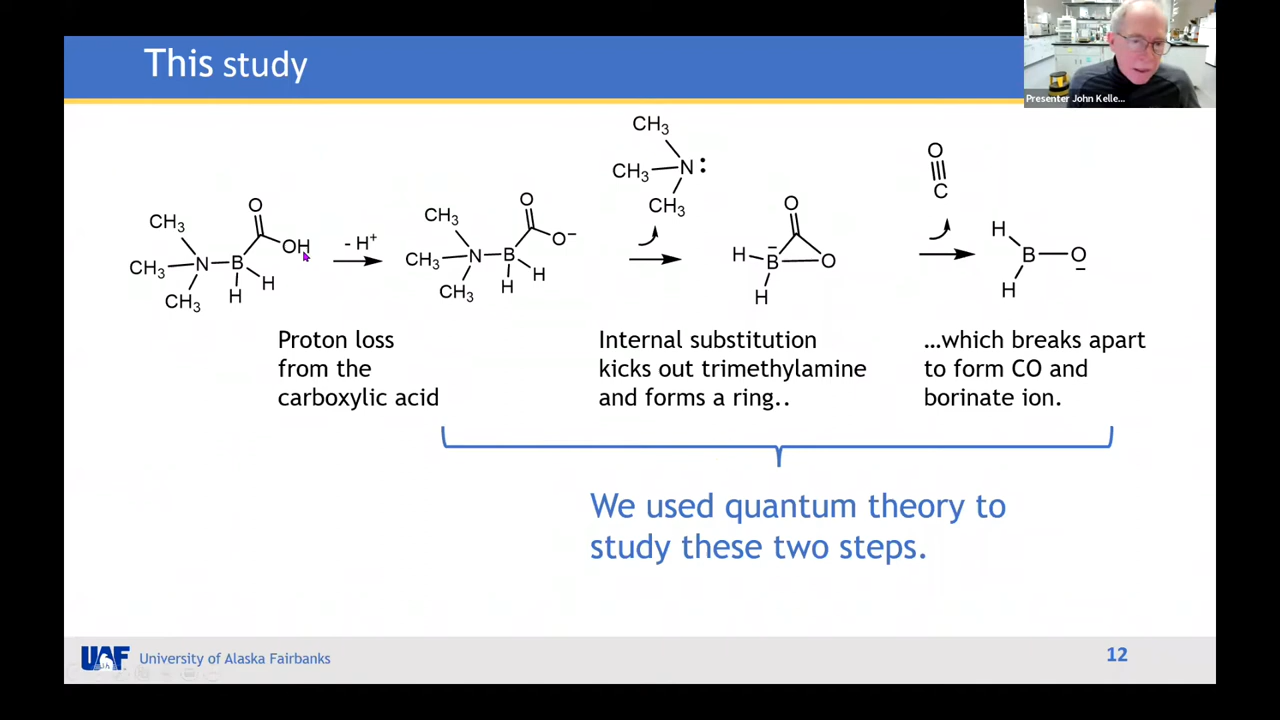 This study
Presenter John Kelle...
CH3
CH3
N
CH3
B
H
H
O
OH
- H+
CH3
CH3
N
CH3
B
H
H
O
O−
CH3
CH3
N:
CH3
O
H
B
−
O
H
O
C
H
B
O
−
H
Proton loss
from the
carboxylic acid
Internal substitution
kicks out trimethylamine
and forms a ring..
…which breaks apart
to form CO and
borinate ion.
We used quantum theory to
study these two steps.
UAF
University of Alaska Fairbanks
12